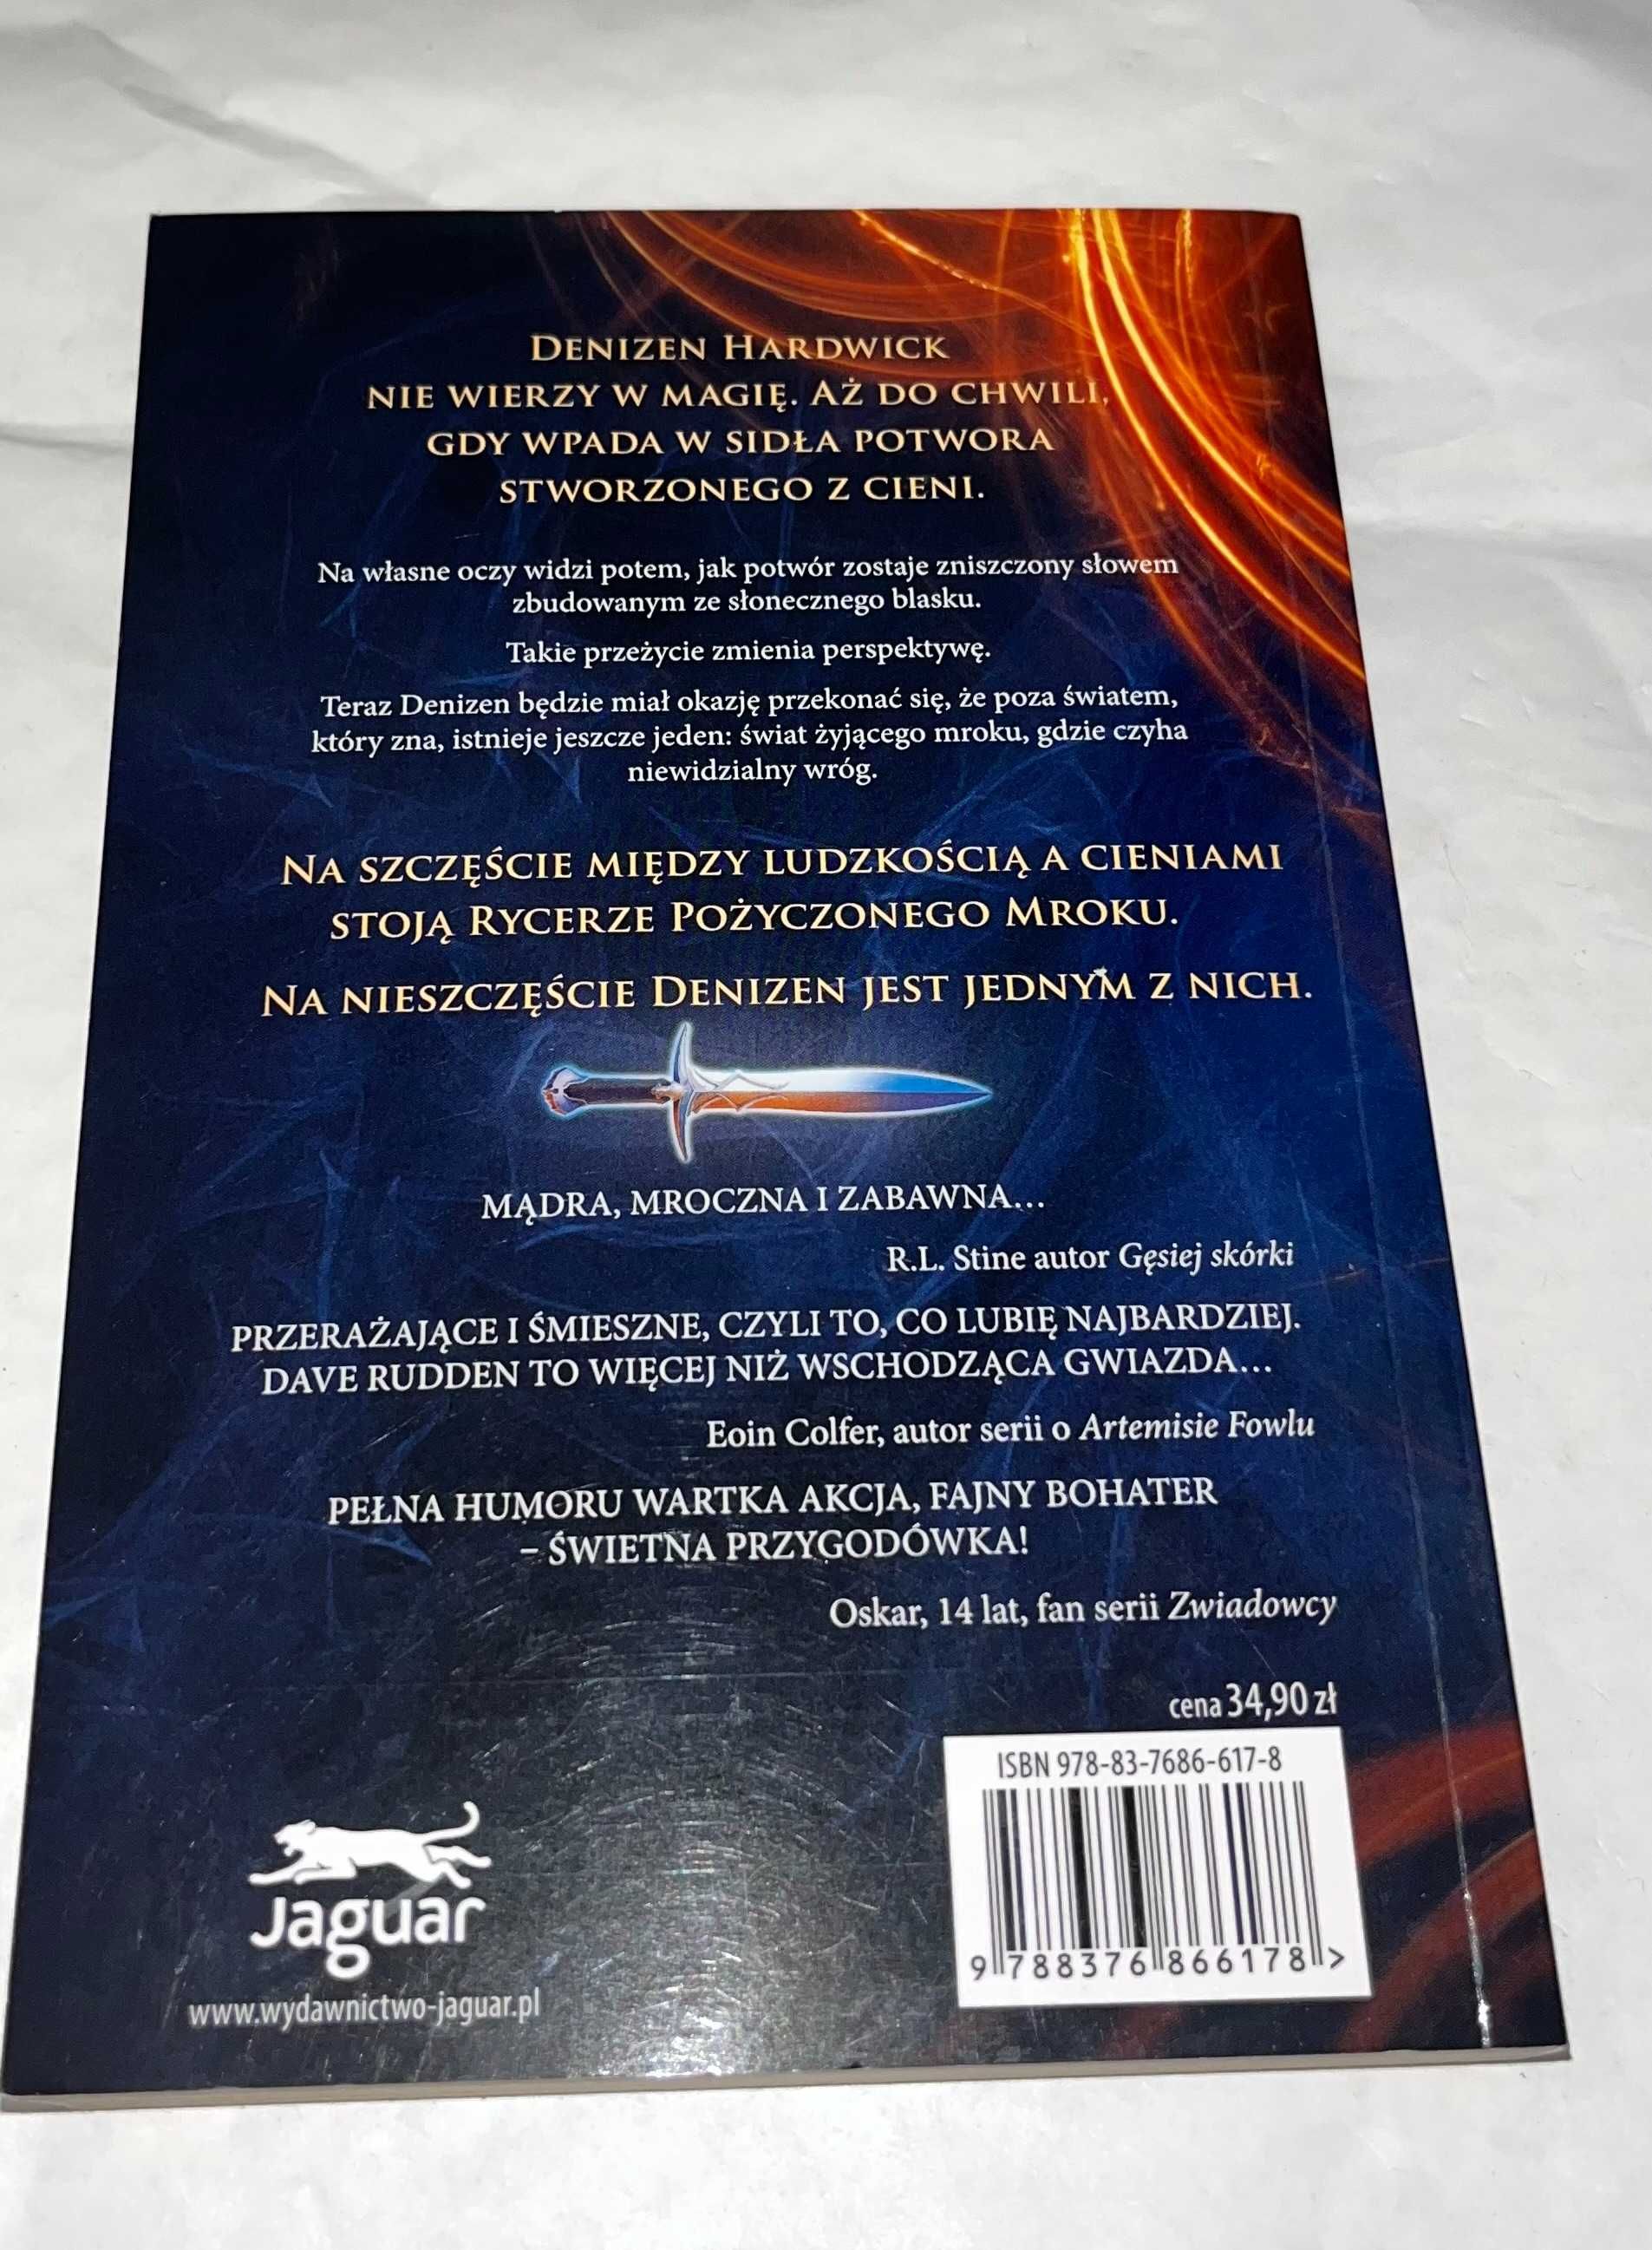 DENIZEN HARDWICK
NIE WIERZY W MAGIĘ. AŻ DO CHWILI,
GDY WPADA W SIDŁA POTWORA
STWORZONEGO Z CIENI.
Na własne oczy widzi potem, jak potwór zostaje zniszczony słowem
zbudowanym ze słonecznego blasku.
Takie przeżycie zmienia perspektywę.
Teraz Denizen będzie miał okazję przekonać się, że poza światem,
który zna, istnieje jeszcze jeden: świat żyjącego mroku, gdzie czyha
niewidzialny wróg.
NA SZCZĘŚCIE MIĘDZY LUDZKOŚCIĄ A CIENIAMI
STOJĄ RYCERZE POŻYCZONEGO MROKU.
NA NIESZCZĘŚCIE DENIZEN JEST JEDNYM Z NICH.
MĄDRA, MROCZNA I ZABAWNA…
R.L. Stine autor Gęsiej skórki
PRZERAŻAJĄCE I ŚMIESZNE, CZYLI TO, CO LUBIĘ NAJBARDZIEJ.
DAVE RUDDEN TO WIĘCEJ NIŻ WSCHODZĄCA GWIAZDA…
Eoin Colfer, autor serii o Artemisie Fowlu
PEŁNA HUMORU WARTKA AKCJA, FAJNY BOHATER
– ŚWIETNA PRZYGODÓWKA!
Oskar, 14 lat, fan serii Zwiadowcy
cena 34,90 zł
ISBN 978-83-7686-617-8
9 788376 866178 >
Jaguar
www.wydawnictwo-jaguar.pl